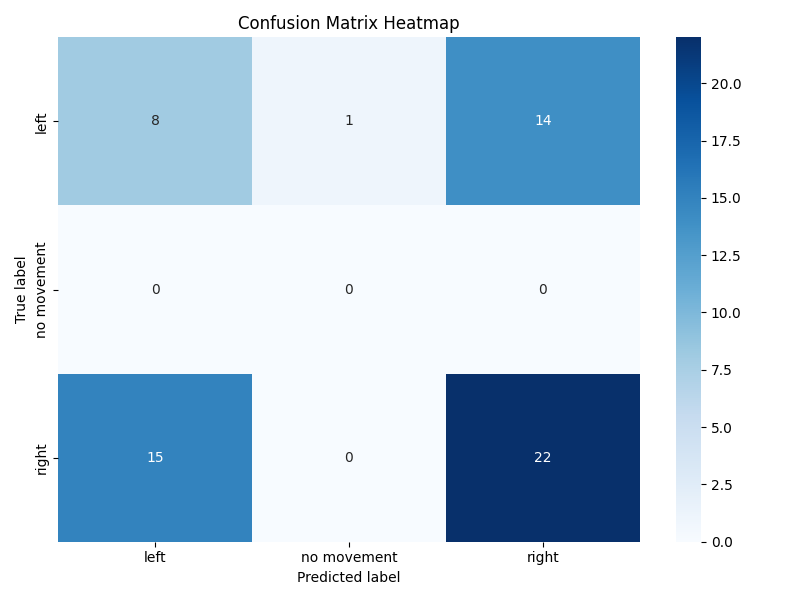 Confusion Matrix Heatmap
True label
left
8 1 14
no movement
0 0 0
right
15 0 22
left no movement right
Predicted label
20.0
17.5
15.0
12.5
10.0
7.5
5.0
2.5
0.0